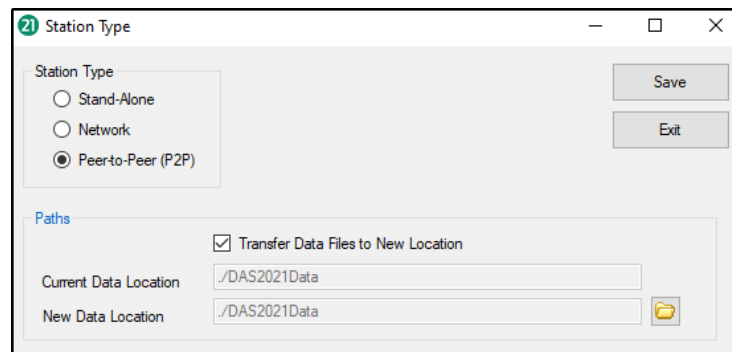 21 Station Type
Station Type
Stand-Alone
Network
Peer-to-Peer (P2P)
Save
Exit
Paths
Transfer Data Files to New Location
Current Data Location ./DAS2021Data
New Data Location ./DAS2021Data